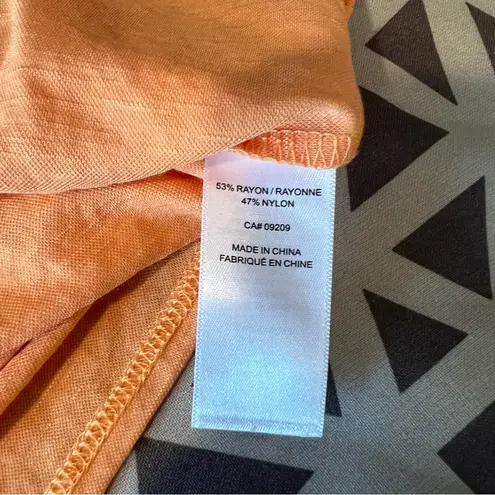 53% RAYON / RAYONNE
47% NYLON
CA# 09209
MADE IN CHINA
FABRIQUÉ EN CHINE